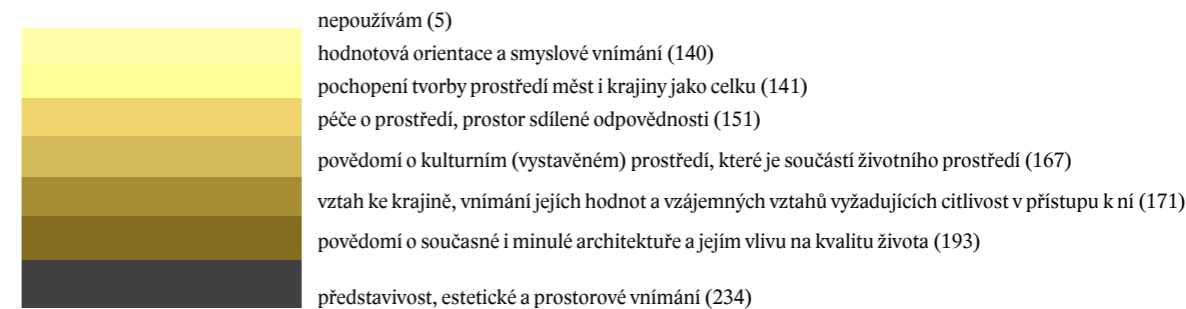 nepoužívám (5)
hodnotová orientace a smyslové vnímání (140)
pochopení tvorby prostředí měst i krajiny jako celku (141)
péče o prostředí, prostor sdílené odpovědnosti (151)
povědomí o kulturním (vystavěném) prostředí, které je součástí životního prostředí (167)
vztah ke krajině, vnímání jejích hodnot a vzájemných vztahů vyžadujících citlivost v přístupu k ní (171)
povědomí o současné i minulé architektuře a jejím vlivu na kvalitu života (193)
představivost, estetické a prostorové vnímání (234)